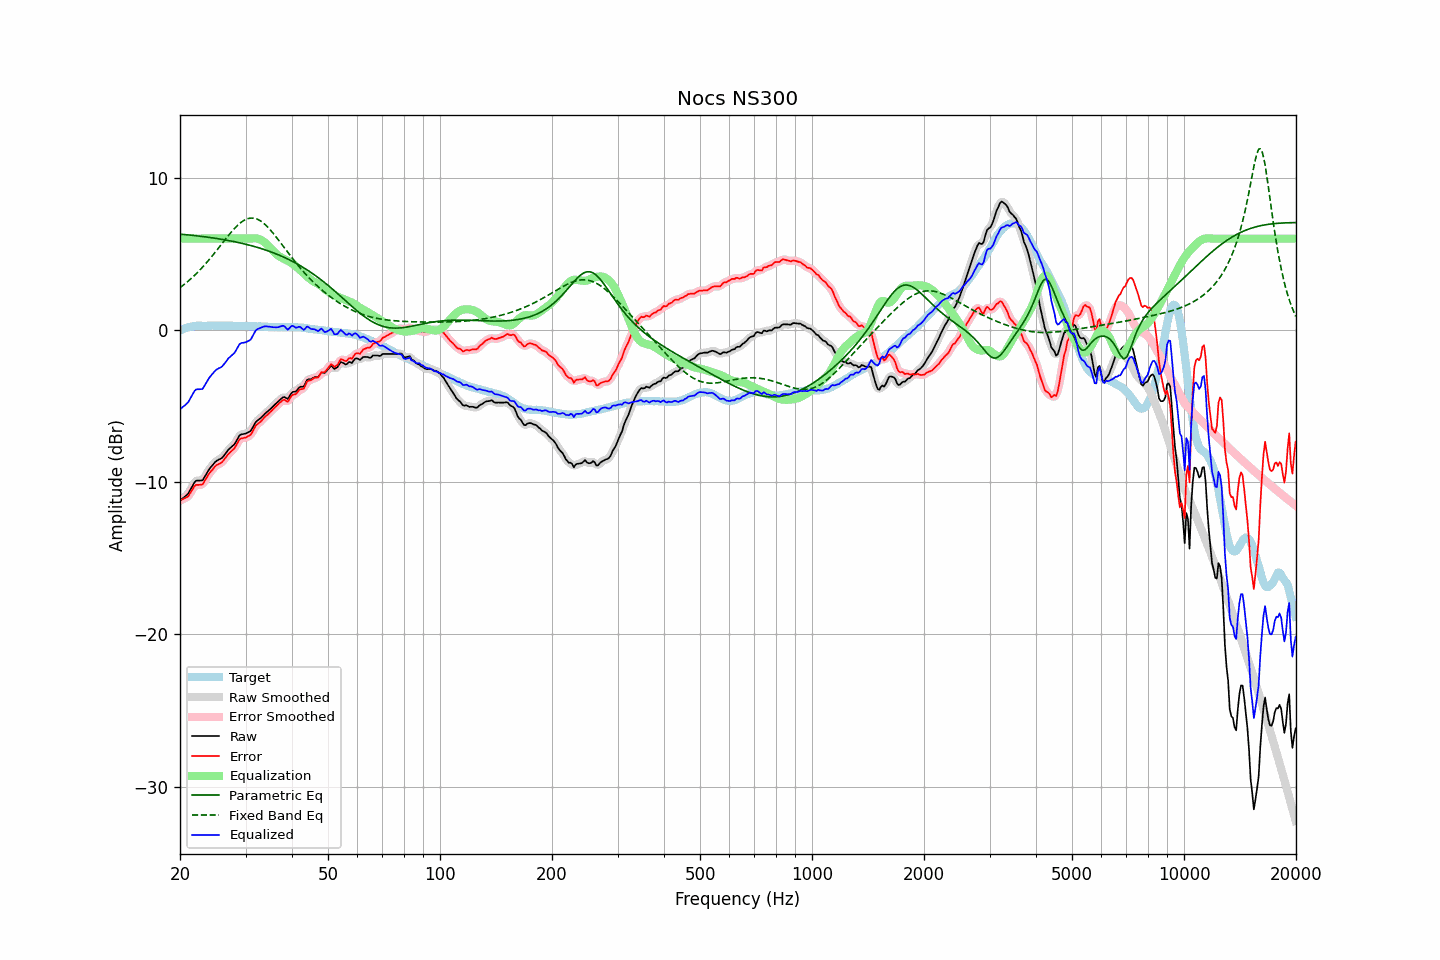 Nocs NS300
10
0
−10
−20
−30
Amplitude (dBr)
Target
Raw Smoothed
Error Smoothed
Raw
Error
Equalization
Parametric Eq
Fixed Band Eq
Equalized
20 50 100 200 500 1000 2000 5000 10000 20000
Frequency (Hz)